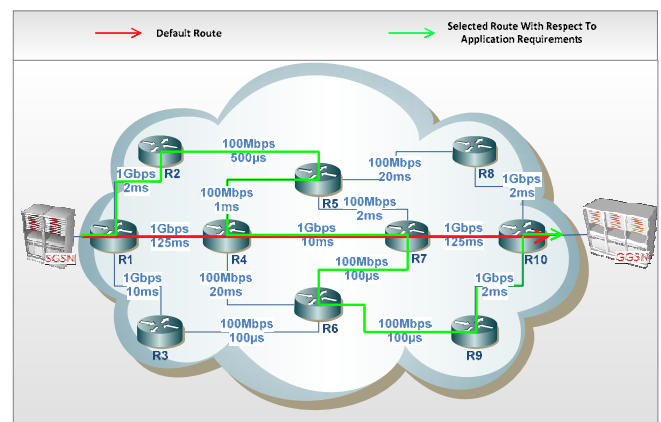 Default Route
Selected Route With Respect To
Application Requirements
R2
100Mbps
500µs
R8
1Gbps
2ms
100Mbps
20ms
1Gbps
2ms
100Mbps
1ms
R5
100Mbps
2ms
SGSN
R1
1Gbps
125ms
R4
1Gbps
10ms
R7
1Gbps
125ms
R10
GGSN
1Gbps
10ms
100Mbps
20ms
100Mbps
100µs
1Gbps
2ms
R3
100Mbps
100µs
R6
100Mbps
100µs
R9